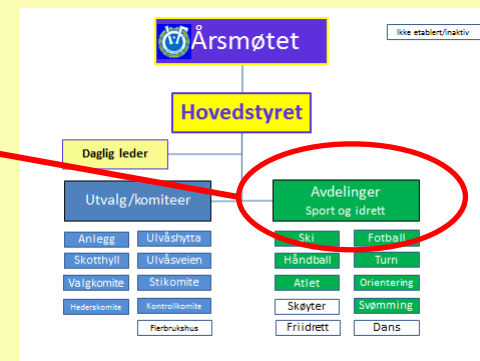 Ikke etablert/inaktiv
Årsmøtet
Hovedstyret
Daglig leder
Utvalg/komiteer
Avdelinger
Sport og idrett
Anlegg Ulvåshytta
Skotthyll Ulvåsveien
Valgkomite Stikomite
Hederskomite Kontrollkomite
Flerbrukshus
Ski Fotball
Håndball Turn
Atlet Orientering
Skøyter Svømming
Friidrett Dans